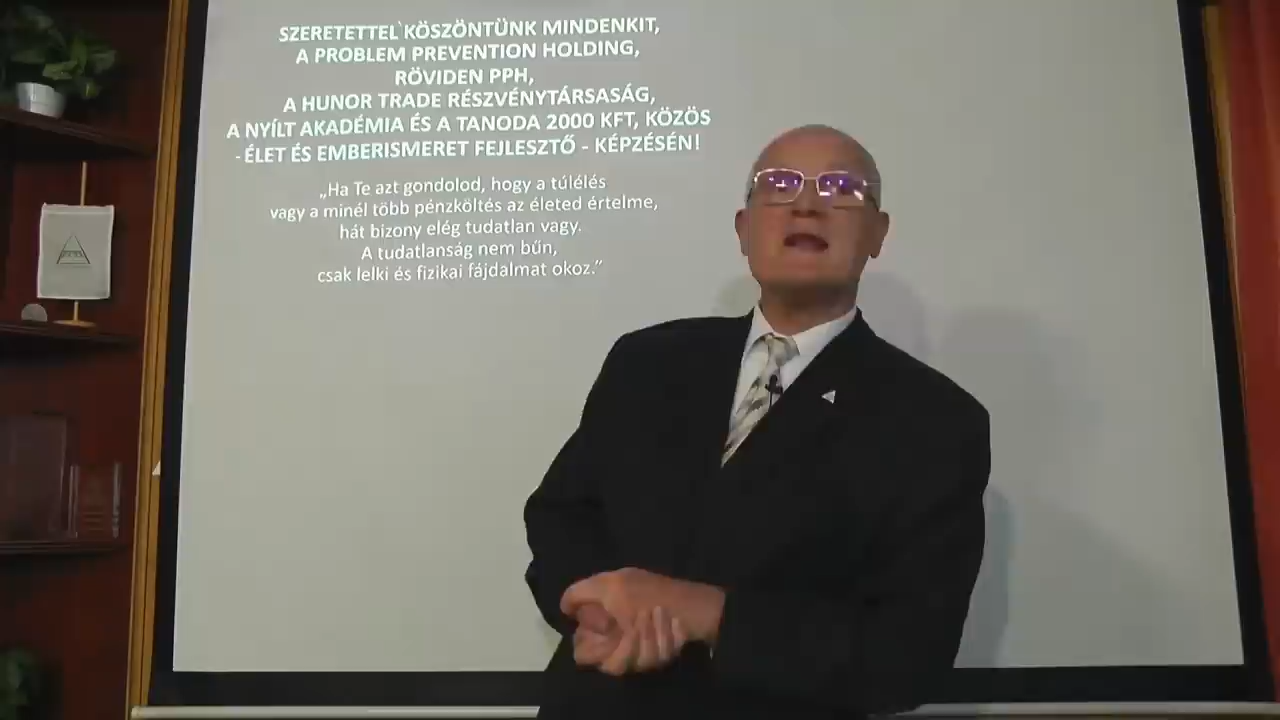 SZERETETTEL KÖSZÖNTÜNK MINDENKIT,
A PROBLEM PREVENTION HOLDING,
RÖVIDEN PPH,
A HUNOR TRADE RÉSZVÉNYTÁRSASÁG,
A NYÍLT AKADÉMIA ÉS A TANODA 2000 KFT, KÖZÖS
- ÉLET ÉS EMBERISMERET FEJLESZTŐ - KÉPZÉSÉN!
„Ha Te azt gondolod, hogy a túlélés
vagy a minél több pénzköltés az életed értelme,
hát bizony elég tudatlan vagy.
A tudatlanság nem bűn,
csak lelki és fizikai fájdalmat okoz.”